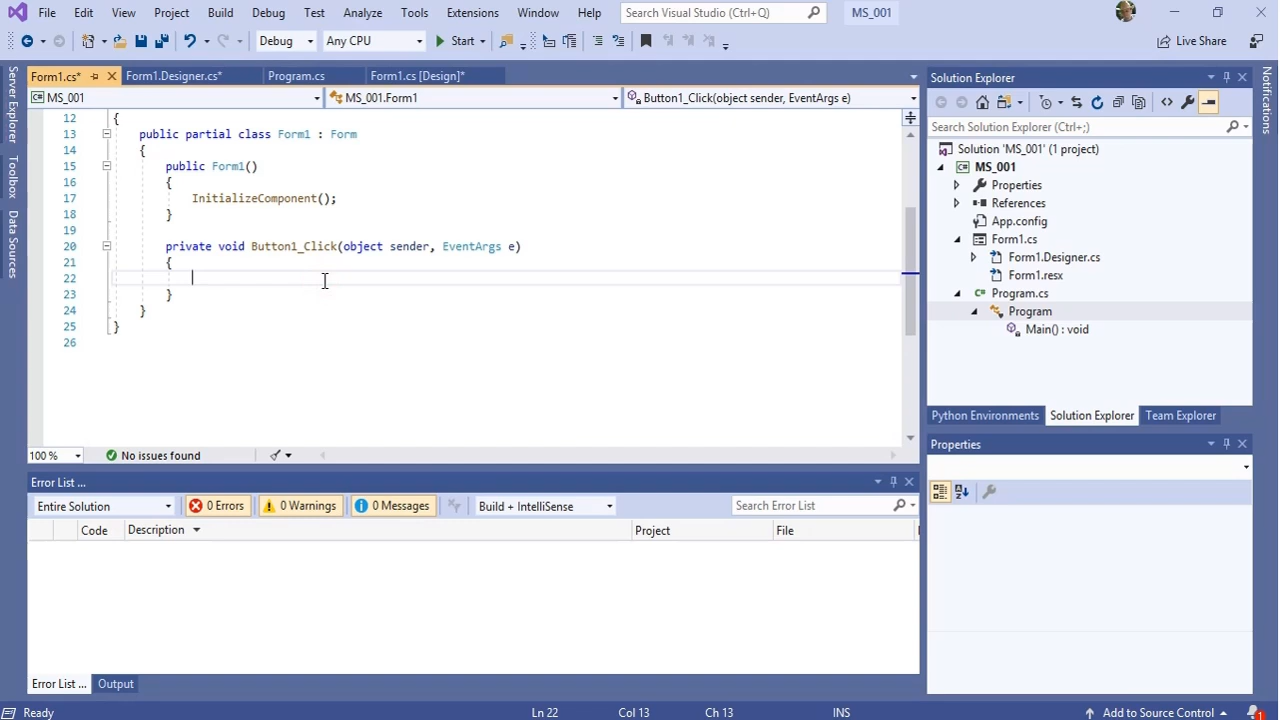 File Edit View Project Build Debug Test Analyze Tools Extensions Window Help Search Visual Studio (Ctrl+Q) MS_001
Debug Any CPU Start Live Share
Server Explorer
Toolbox
Data Sources
Form1.cs* Form1.Designer.cs* Program.cs Form1.cs [Design]*
MS_001 MS_001.Form1 Button1_Click(object sender, EventArgs e)
12 {
13 public partial class Form1 : Form
14 {
15 public Form1()
16 {
17 InitializeComponent();
18 }
19
20 private void Button1_Click(object sender, EventArgs e)
21 {
22
23 }
24 }
25 }
26
100 % No issues found
Error List ...
Entire Solution 0 Errors 0 Warnings 0 Messages Build + IntelliSense Search Error List
Code Description Project File
Error List ... Output
Solution Explorer
Search Solution Explorer (Ctrl+;)
Solution 'MS_001' (1 project)
MS_001
Properties
References
App.config
Form1.cs
Form1.Designer.cs
Form1.resx
Program.cs
Program
Main() : void
Python Environments Solution Explorer Team Explorer
Properties
Notifications
Ready Ln 22 Col 13 Ch 13 INS Add to Source Control 1